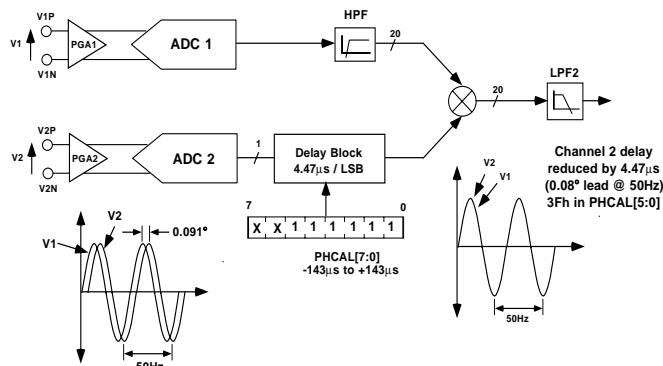 V1P
V1
V1N
PGA1
ADC 1
HPF
20
20
LPF2
V2P
V2
V2N
PGA2
ADC 2
1
Delay Block
4.47µs / LSB
Channel 2 delay
reduced by 4.47µs
(0.08° lead @ 50Hz)
3Fh in PHCAL[5:0]
7
0
X X 1 1 1 1 1 1
PHCAL[7:0]
-143µs to +143µs
V2
V1
0.091°
50Hz
V2
V1
50Hz